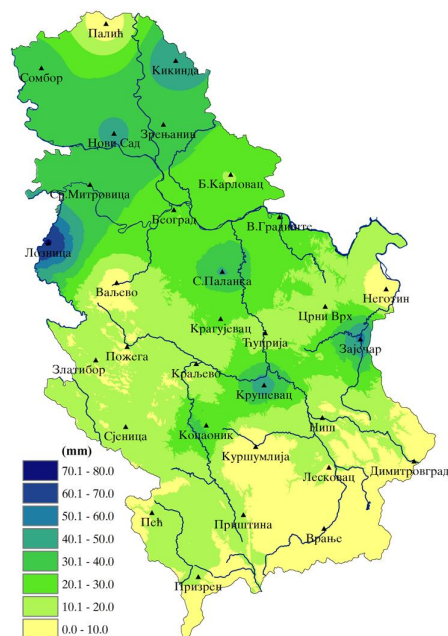 Палић
Кикинда
Сомбор
Зрењанин
Нови Сад
Б.Карловац
Ср.Митровица
Београд
В.Градиште
Лозница
С.Паланка
Ваљево
Неготин
Црни Врх
Крагујевац
Ћуприја
Зајечар
Пожега
Златибор
Краљево
Крушевац
Ниш
Сјеница
Копаоник
Куршумлија
Димитровград
Лесковац
(mm)
70.1 - 80.0
60.1 - 70.0
50.1 - 60.0
40.1 - 50.0
30.1 - 40.0
20.1 - 30.0
10.1 - 20.0
0.0 - 10.0
Пећ
Приштина
Врање
Призрен